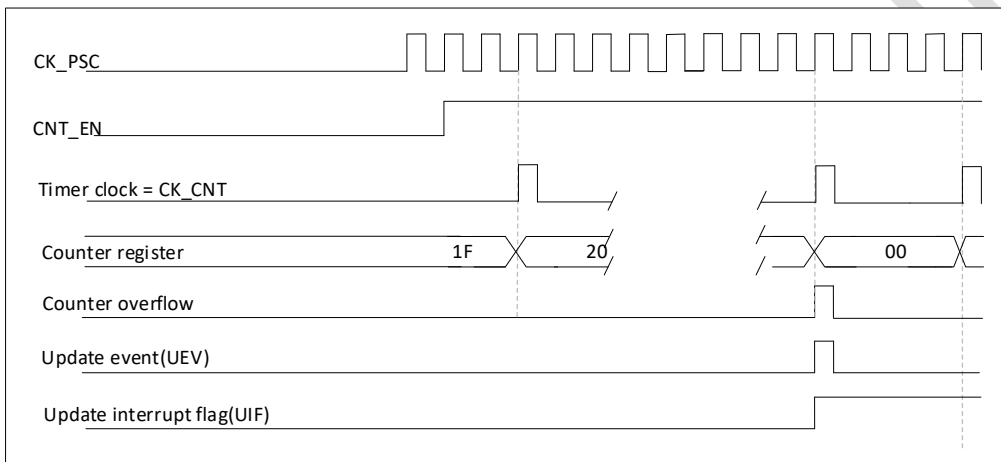 CK_PSC
CNT_EN
Timer clock = CK_CNT
Counter register 1F 20 00
Counter overflow
Update event(UEV)
Update interrupt flag(UIF)